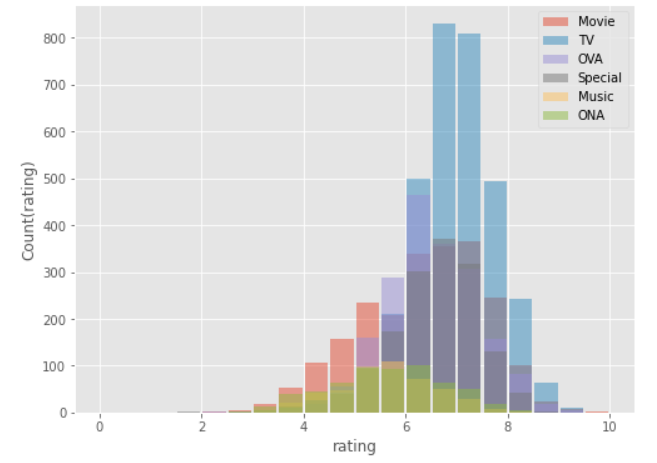 Movie
TV
OVA
Special
Music
ONA
800
700
600
500
400
300
200
100
0
Count(rating)
0 2 4 6 8 10
rating